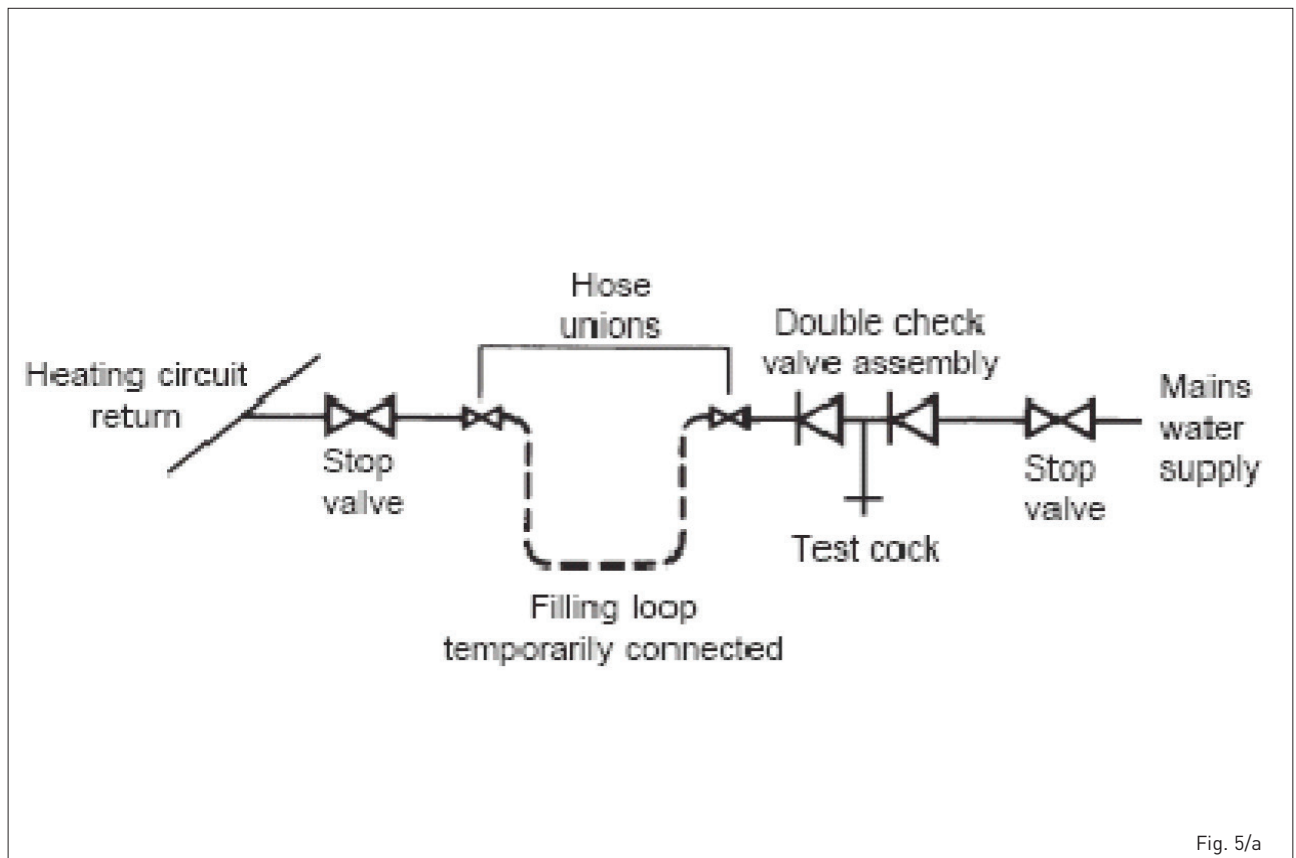 Hose
unions
Double check
valve assembly
Heating circuit
return
Mains
water
supply
Stop
valve
Stop
valve
Test cock
Filling loop
temporarily connected
Fig. 5/a